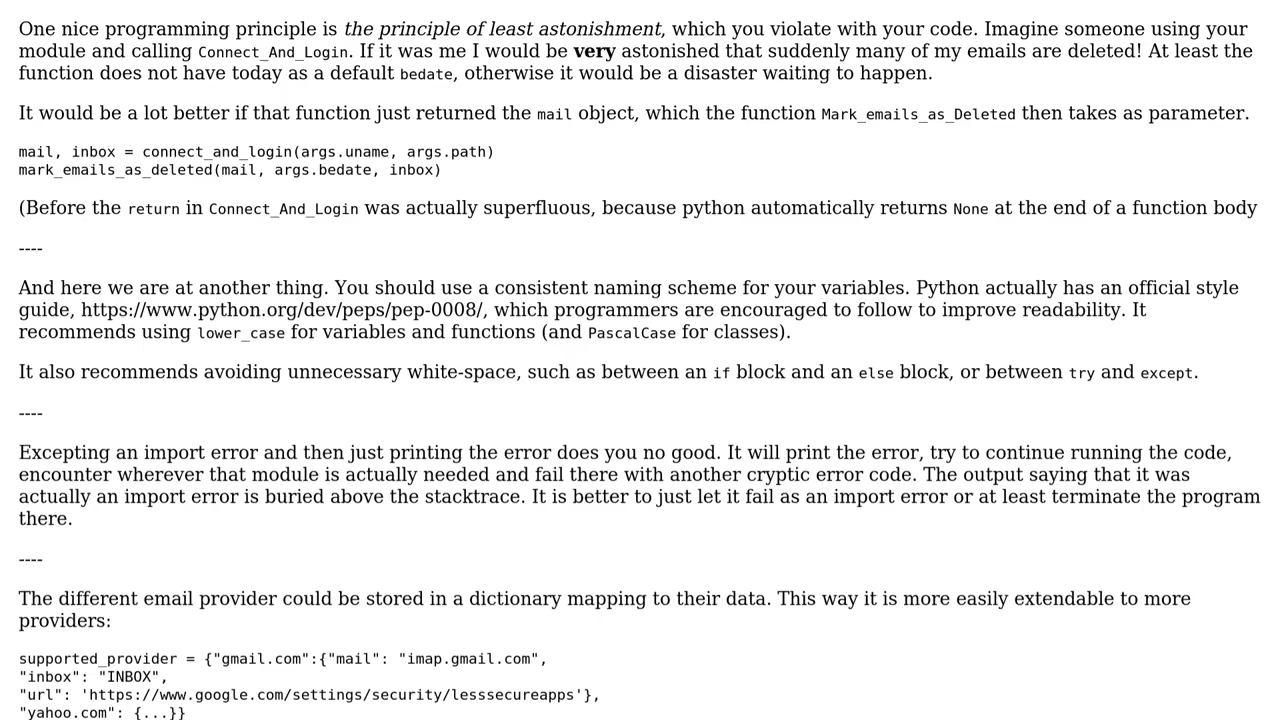 One nice programming principle is the principle of least astonishment, which you violate with your code. Imagine someone using your
module and calling Connect_And_Login. If it was me I would be very astonished that suddenly many of my emails are deleted! At least the
function does not have today as a default bedate, otherwise it would be a disaster waiting to happen.
It would be a lot better if that function just returned the mail object, which the function Mark_emails_as_Deleted then takes as parameter.
mail, inbox = connect_and_login(args.uname, args.path)
mark_emails_as_deleted(mail, args.bedate, inbox)
(Before the return in Connect_And_Login was actually superfluous, because python automatically returns None at the end of a function body
----
And here we are at another thing. You should use a consistent naming scheme for your variables. Python actually has an official style
guide, https://www.python.org/dev/peps/pep-0008/, which programmers are encouraged to follow to improve readability. It
recommends using lower_case for variables and functions (and PascalCase for classes).
It also recommends avoiding unnecessary white-space, such as between an if block and an else block, or between try and except.
----
Excepting an import error and then just printing the error does you no good. It will print the error, try to continue running the code,
encounter wherever that module is actually needed and fail there with another cryptic error code. The output saying that it was
actually an import error is buried above the stacktrace. It is better to just let it fail as an import error or at least terminate the program
there.
----
The different email provider could be stored in a dictionary mapping to their data. This way it is more easily extendable to more
providers:
supported_provider = {"gmail.com":{"mail": "imap.gmail.com",
"inbox": "INBOX",
"url": 'https://www.google.com/settings/security/lesssecureapps'},
"yahoo.com": {...}}